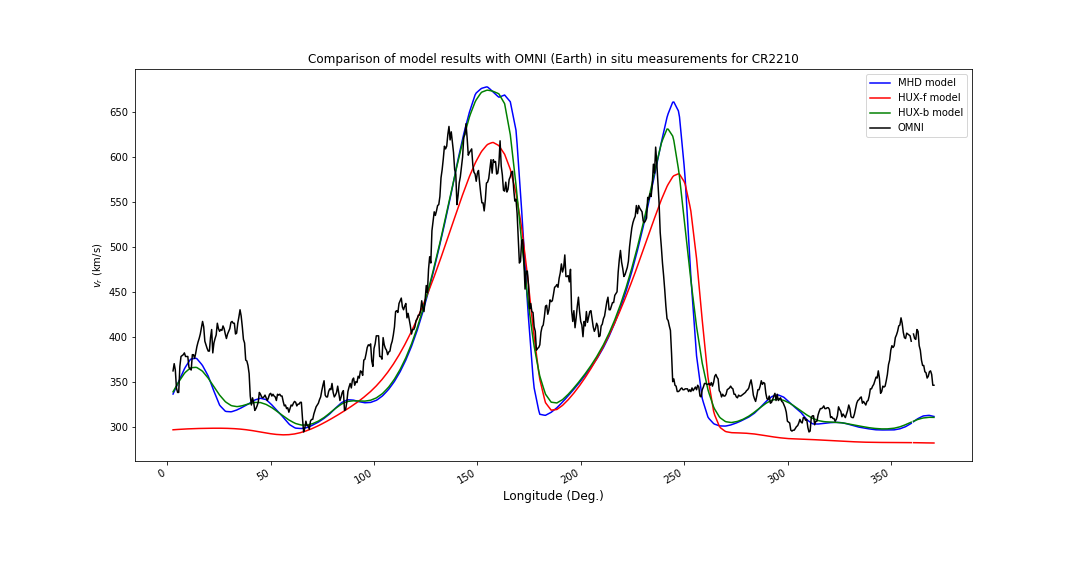 Comparison of model results with OMNI (Earth) in situ measurements for CR2210
MHD model
HUX-f model
HUX-b model
OMNI
650
600
550
500
450
400
350
300
vr (km/s)
0
50
100
150
200
250
300
350
Longitude (Deg.)